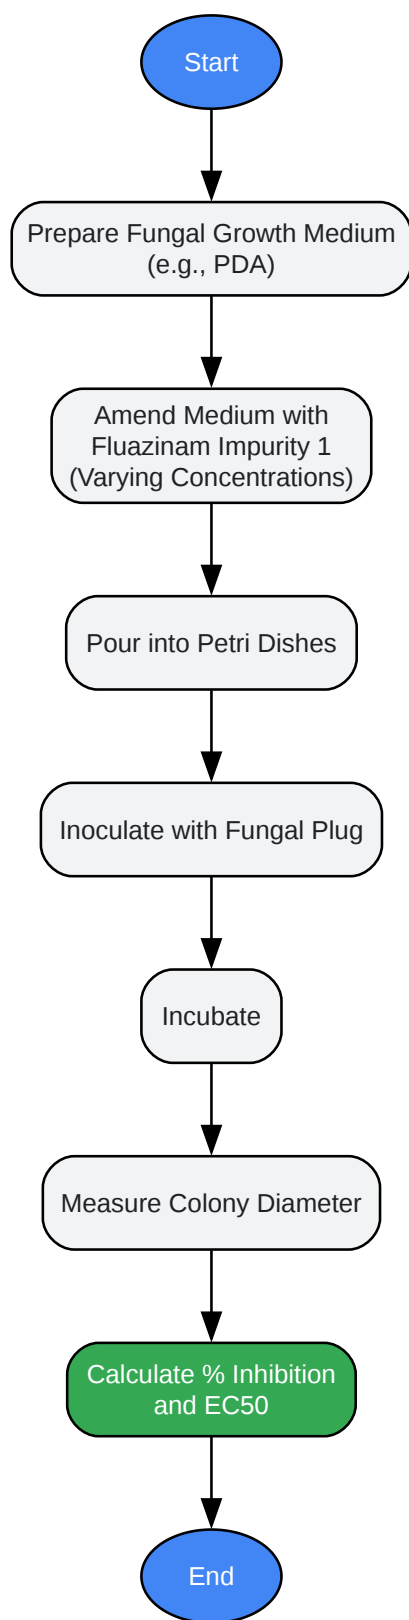 Start
Prepare Fungal Growth Medium
(e.g., PDA)
Amend Medium with
Fluazinam Impurity 1
(Varying Concentrations)
Pour into Petri Dishes
Inoculate with Fungal Plug
Incubate
Measure Colony Diameter
Calculate % Inhibition
and EC50
End